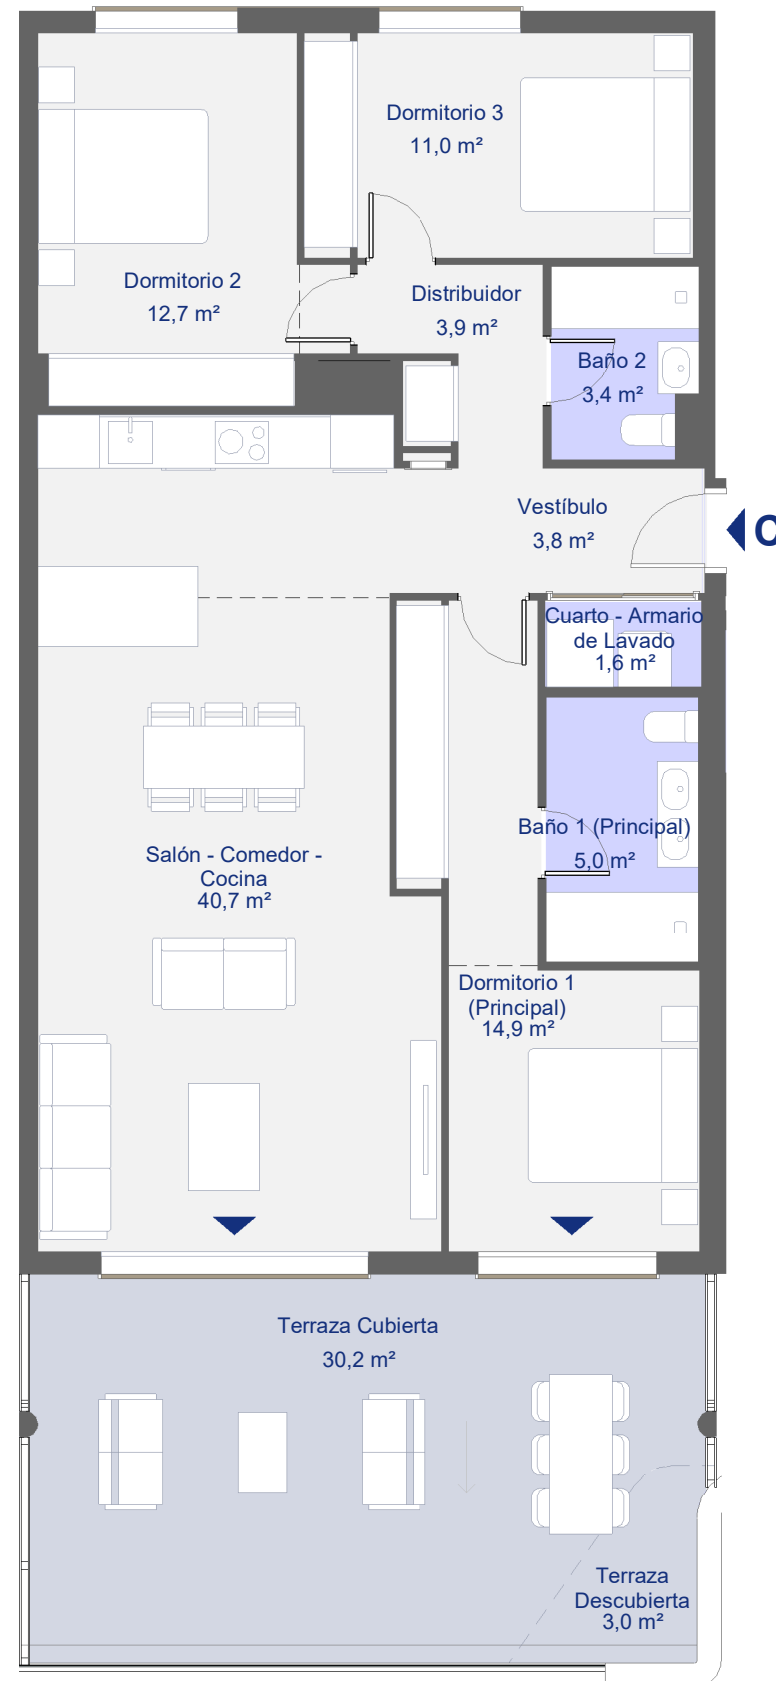 Dormitorio 3
11,0 m²
Dormitorio 2
12,7 m²
Distribuidor
3,9 m²
Baño 2
3,4 m²
Vestíbulo
3,8 m²
Cuarto - Armario
de Lavado
1,6 m²
Baño 1 (Principal)
5,0 m²
Salón - Comedor -
Cocina
40,7 m²
Dormitorio 1
(Principal)
14,9 m²
Terraza Cubierta
30,2 m²
Terraza
Descubierta
3,0 m²